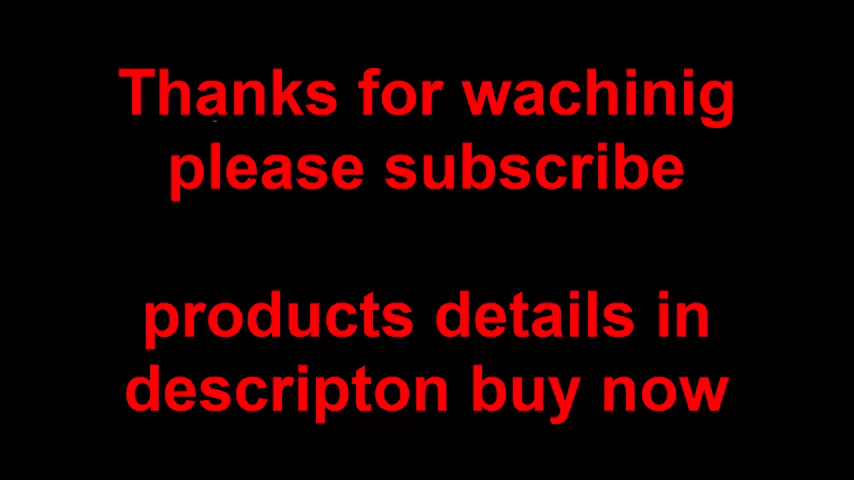 Thanks for wachinig
please subscribe
products details in
descripton buy now